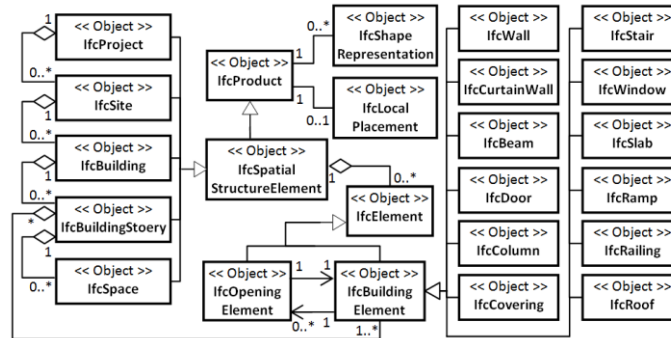 << Object >>
IfcProject
1
0..*
<< Object >>
IfcSite
1
0..*
<< Object >>
IfcBuilding
1
0..*
<< Object >>
IfcBuildingStoery
*
1
0..*
<< Object >>
IfcSpace
<< Object >>
IfcProduct
1
0..*
<< Object >>
IfcShape
Representation
1
0..1
<< Object >>
IfcLocal
Placement
<< Object >>
IfcSpatial
StructureElement
1
0..*
<< Object >>
IfcElement
<< Object >>
IfcOpening
Element
1
1
0..*
1
<< Object >>
IfcBuilding
Element
1..*
<< Object >>
IfcWall
<< Object >>
IfcCurtainWall
<< Object >>
IfcBeam
<< Object >>
IfcDoor
<< Object >>
IfcColumn
<< Object >>
IfcCovering
<< Object >>
IfcStair
<< Object >>
IfcWindow
<< Object >>
IfcSlab
<< Object >>
IfcRamp
<< Object >>
IfcRailing
<< Object >>
IfcRoof